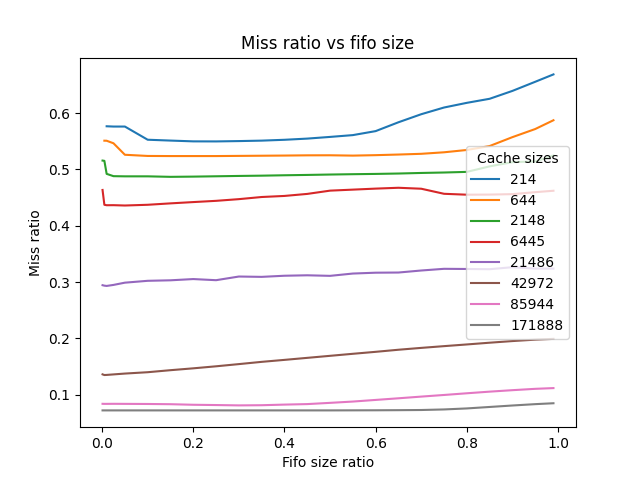 Miss ratio vs fifo size
Miss ratio
0.6
0.5
0.4
0.3
0.2
0.1
Cache sizes
214
644
2148
6445
21486
42972
85944
171888
0.0 0.2 0.4 0.6 0.8 1.0
Fifo size ratio